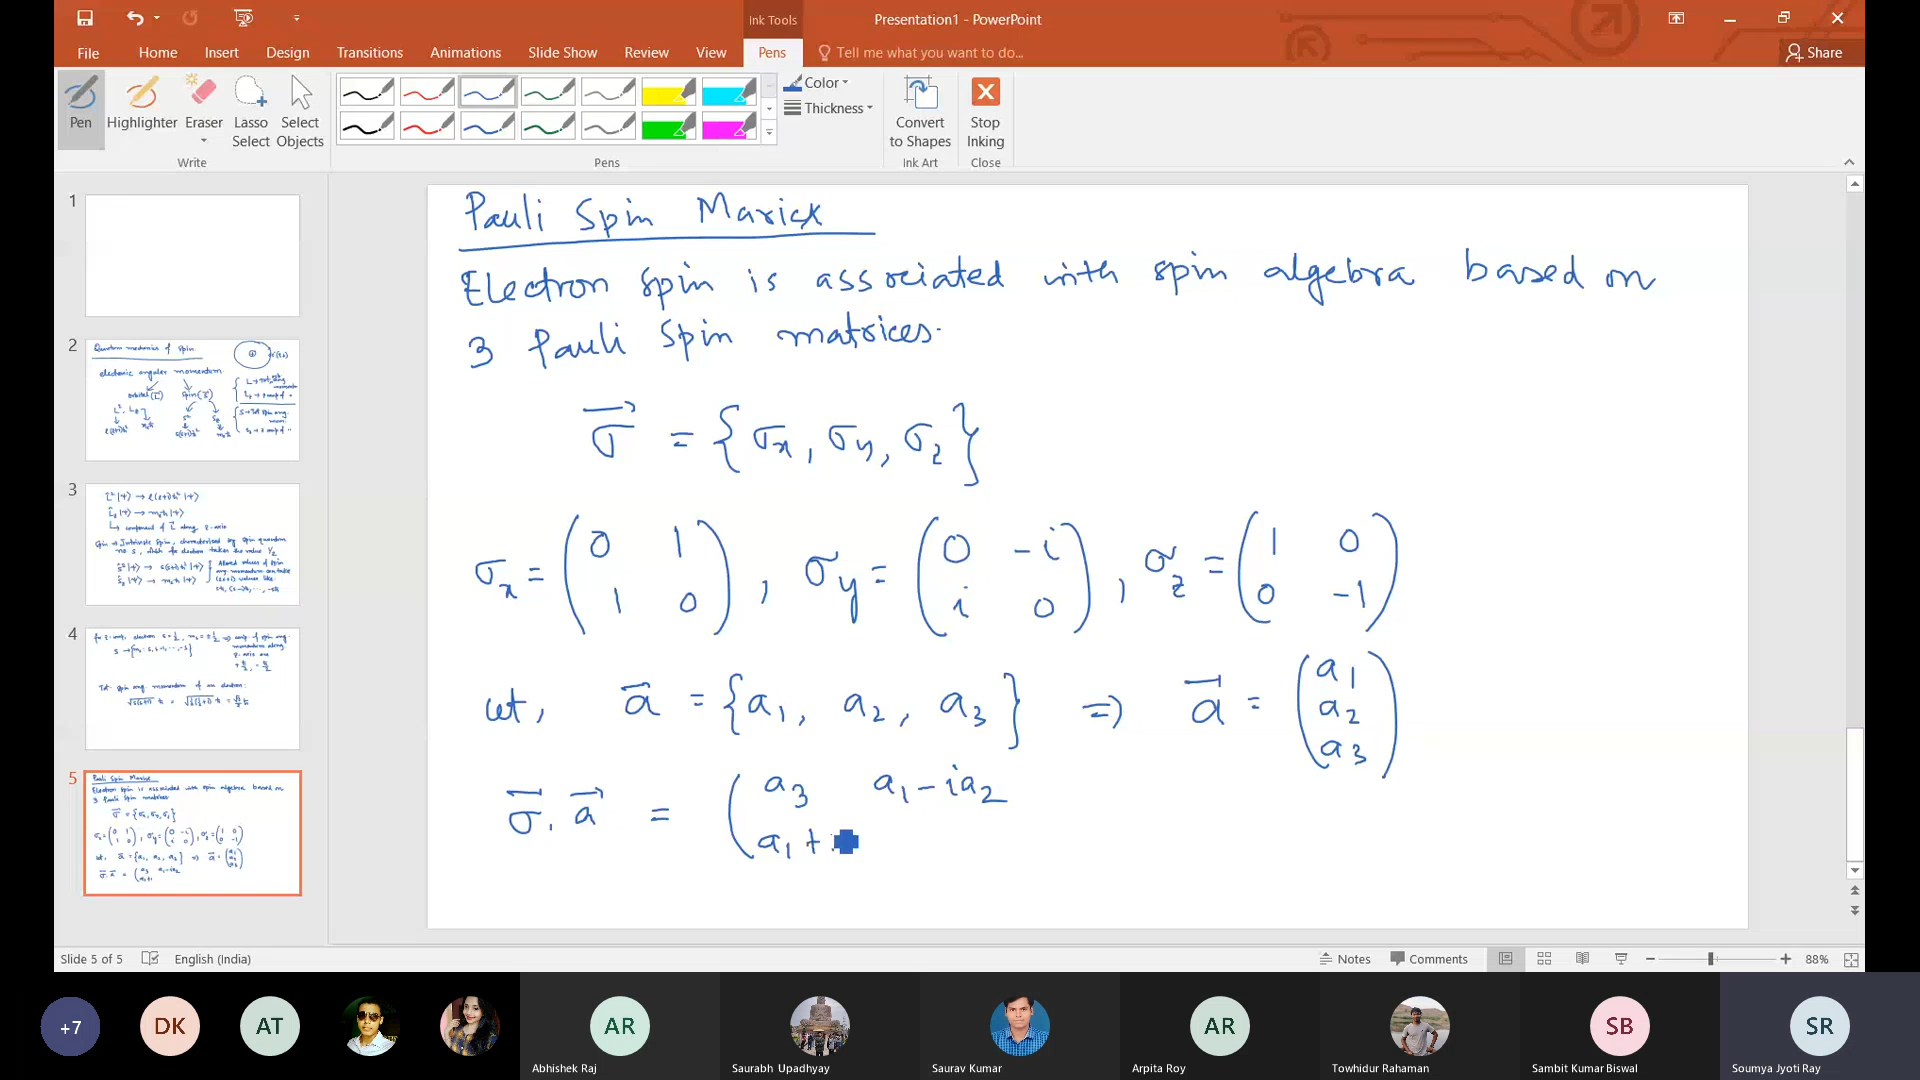 Ink Tools
Presentation1 - PowerPoint
File Home Insert Design Transitions Animations Slide Show Review View Pens Tell me what you want to do... Share
Pen Highlighter Eraser Lasso Select Select Objects
Color
Thickness
Convert to Shapes
Stop Inking
Write Pens Ink Art Close
1
2
3
4
5
Pauli Spin Marick
Electron spin is associated with spin algebra based on
3 Pauli Spin matrices.
σ⃗ = {σx, σy, σz}
σx = (0 1 / 1 0), σy = (0 -i / i 0), σz = (1 0 / 0 -1)
let, a⃗ = {a1, a2, a3} => a⃗ = (a1 / a2 / a3)
σ⃗. a⃗ = (a3 a1-ia2
a1+
Slide 5 of 5 English (India) Notes Comments 88%
+7 DK AT AR AR SB SR
Abhishek Raj Saurabh Upadhyay Saurav Kumar Arpita Roy Towhidur Rahaman Sambit Kumar Biswal Soumya Jyoti Ray